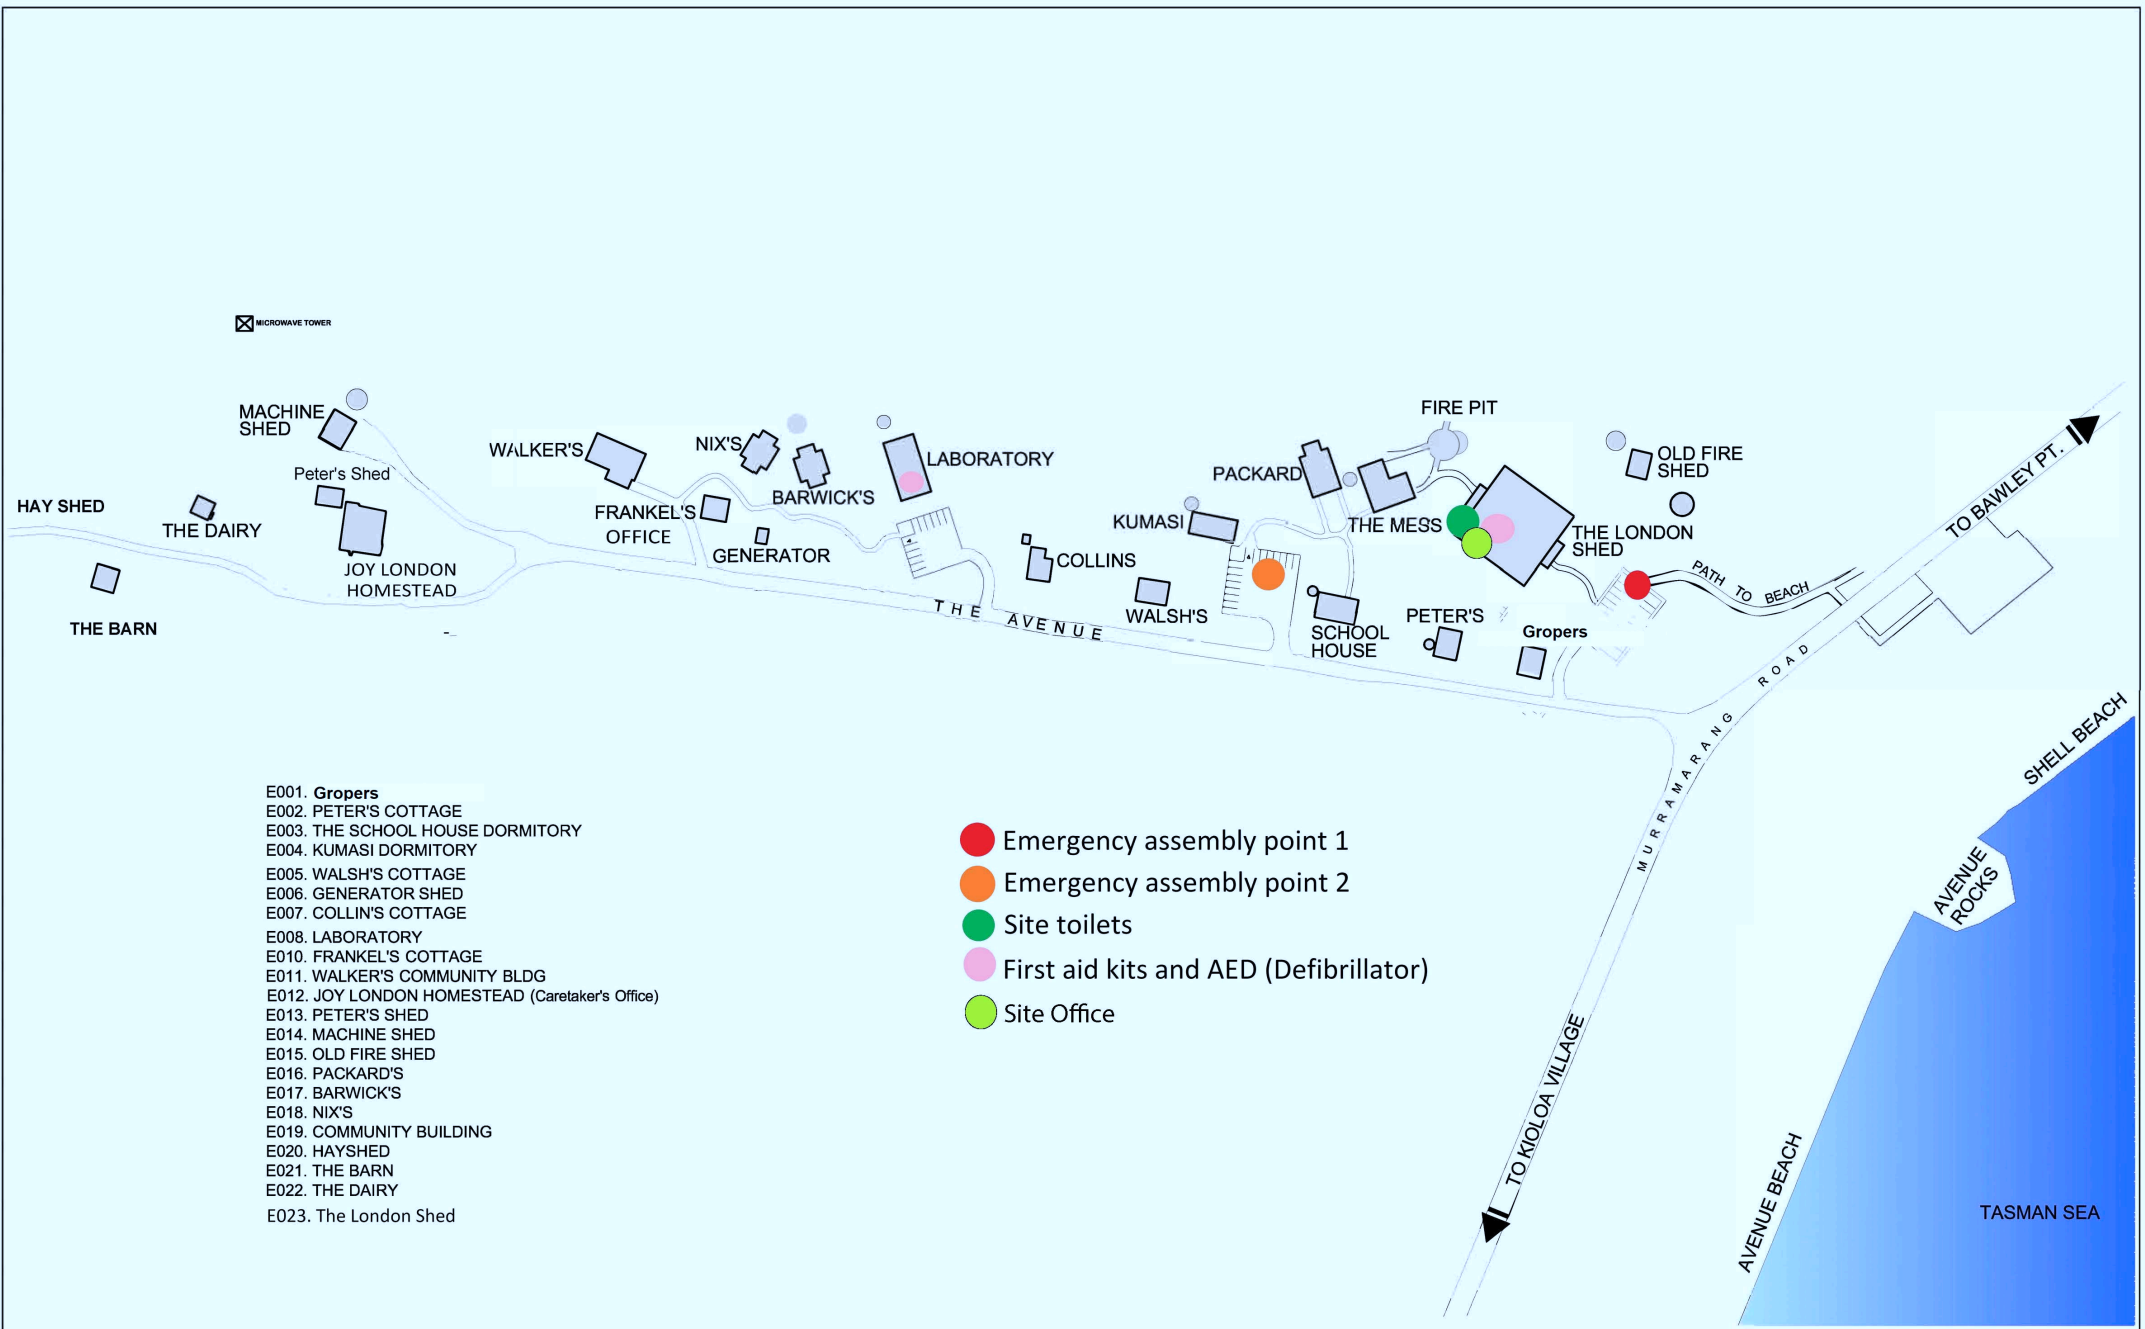 MICROWAVE TOWER
MACHINE
SHED
Peter's Shed
HAY SHED
THE DAIRY
JOY LONDON
HOMESTEAD
THE BARN
WALKER'S
NIX'S
BARWICK'S
LABORATORY
FRANKEL'S
OFFICE
GENERATOR
COLLINS
KUMASI
WALSH'S
PACKARD
FIRE PIT
THE MESS
THE LONDON
SHED
OLD FIRE
SHED
SCHOOL
HOUSE
PETER'S
Gropers
PATH TO BEACH
TO BAWLEY PT.
THE AVENUE
MURRAMARANG ROAD
TO KIOLOA VILLAGE
SHELL BEACH
AVENUE
ROCKS
AVENUE BEACH
TASMAN SEA
E001. Gropers
E002. PETER'S COTTAGE
E003. THE SCHOOL HOUSE DORMITORY
E004. KUMASI DORMITORY
E005. WALSH'S COTTAGE
E006. GENERATOR SHED
E007. COLLIN'S COTTAGE
E008. LABORATORY
E010. FRANKEL'S COTTAGE
E011. WALKER'S COMMUNITY BLDG
E012. JOY LONDON HOMESTEAD (Caretaker's Office)
E013. PETER'S SHED
E014. MACHINE SHED
E015. OLD FIRE SHED
E016. PACKARD'S
E017. BARWICK'S
E018. NIX'S
E019. COMMUNITY BUILDING
E020. HAYSHED
E021. THE BARN
E022. THE DAIRY
E023. The London Shed
Emergency assembly point 1
Emergency assembly point 2
Site toilets
First aid kits and AED (Defibrillator)
Site Office